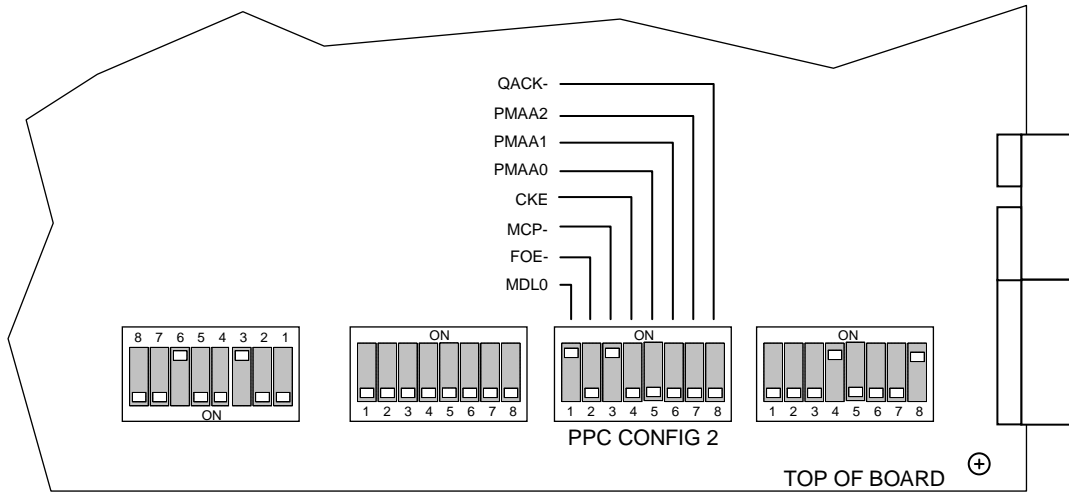 QACK-
PMAA2
PMAA1
PMAA0
CKE
MCP-
FOE-
MDL0
8 7 6 5 4 3 2 1
ON
ON
1 2 3 4 5 6 7 8
ON
1 2 3 4 5 6 7 8
PPC CONFIG 2
ON
1 2 3 4 5 6 7 8
TOP OF BOARD